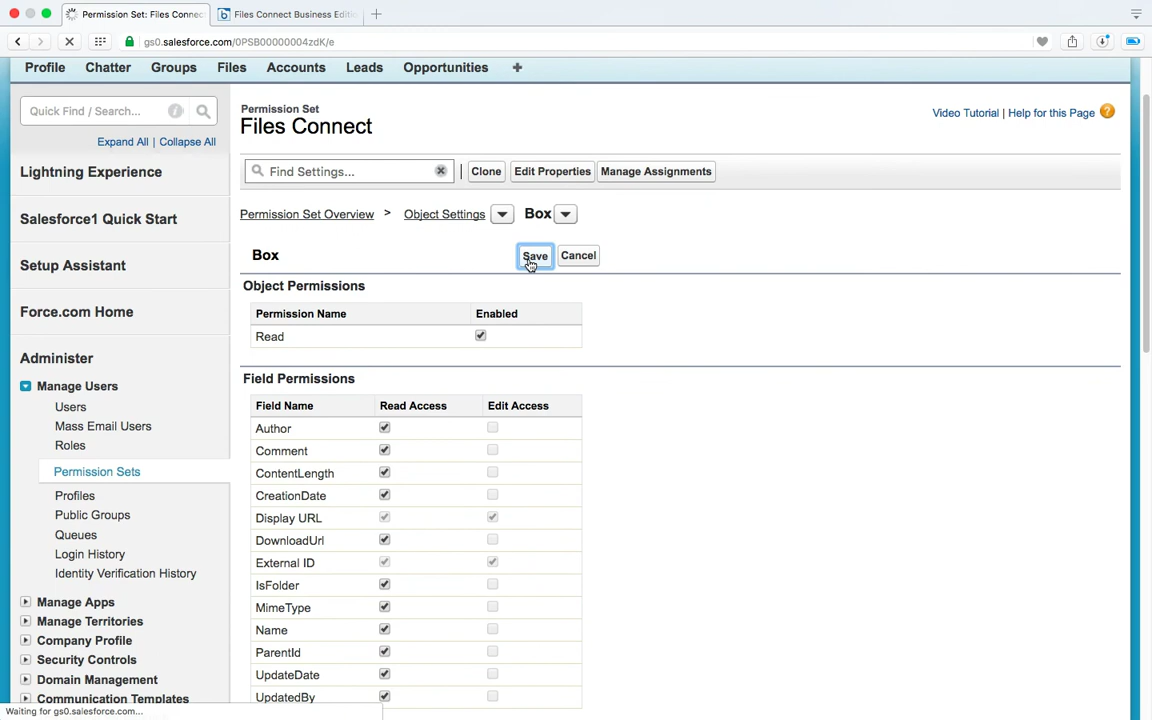 Permission Set: Files Connec
Files Connect Business Editi
gs0.salesforce.com/0PSB00000004zdK/e
Profile Chatter Groups Files Accounts Leads Opportunities +
Quick Find / Search...
Expand All | Collapse All
Lightning Experience
Salesforce1 Quick Start
Setup Assistant
Force.com Home
Administer
Manage Users
Users
Mass Email Users
Roles
Permission Sets
Profiles
Public Groups
Queues
Login History
Identity Verification History
Manage Apps
Manage Territories
Company Profile
Security Controls
Domain Management
Communication Templates
Waiting for gs0.salesforce.com...
Permission Set
Files Connect
Video Tutorial | Help for this Page ?
Find Settings... | Clone Edit Properties Manage Assignments
Permission Set Overview > Object Settings Box
Box Save Cancel
Object Permissions
Permission Name Enabled
Read
Field Permissions
Field Name Read Access Edit Access
Author
Comment
ContentLength
CreationDate
Display URL
DownloadUrl
External ID
IsFolder
MimeType
Name
ParentId
UpdateDate
UpdatedBy